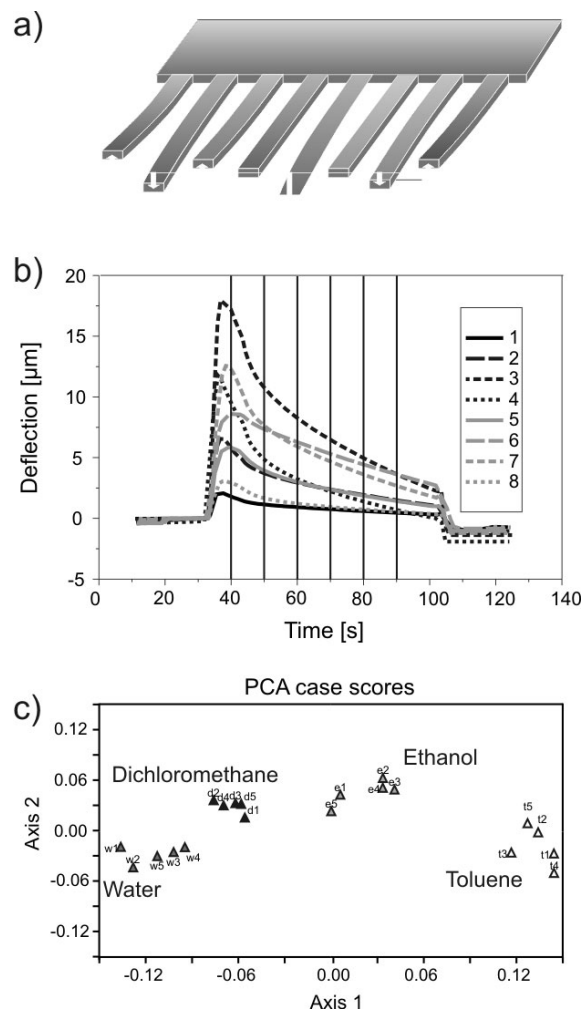 a)
b)
20
15
10
5
0
-5
Deflection [µm]
1
2
3
4
5
6
7
8
0 20 40 60 80 100 120 140
Time [s]
c)
PCA case scores
0.12
0.06
0.00
-0.06
-0.12
Axis 2
Dichloromethane
Ethanol
Water
Toluene
d2 d4 d3 d5
d1
e2
e1 e4 e3
e5
w1 w2 w5 w3 w4
t5
t2
t3 t1
t4
-0.12 -0.06 0.00 0.06 0.12
Axis 1